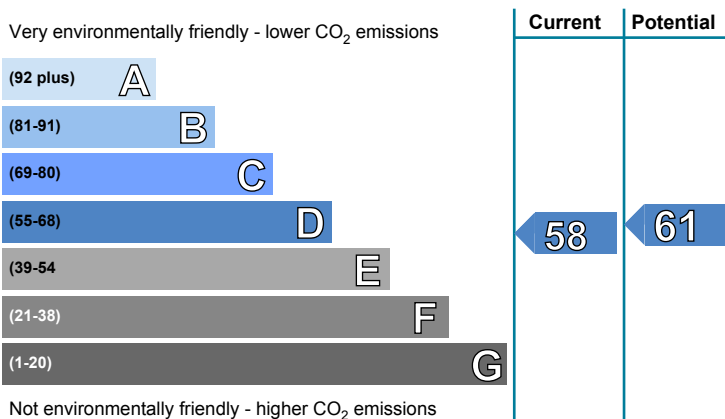 Very environmentally friendly - lower CO2 emissions
Current Potential
(92 plus) A
(81-91) B
(69-80) C
(55-68) D
58 61
(39-54 E
(21-38) F
(1-20) G
Not environmentally friendly - higher CO2 emissions